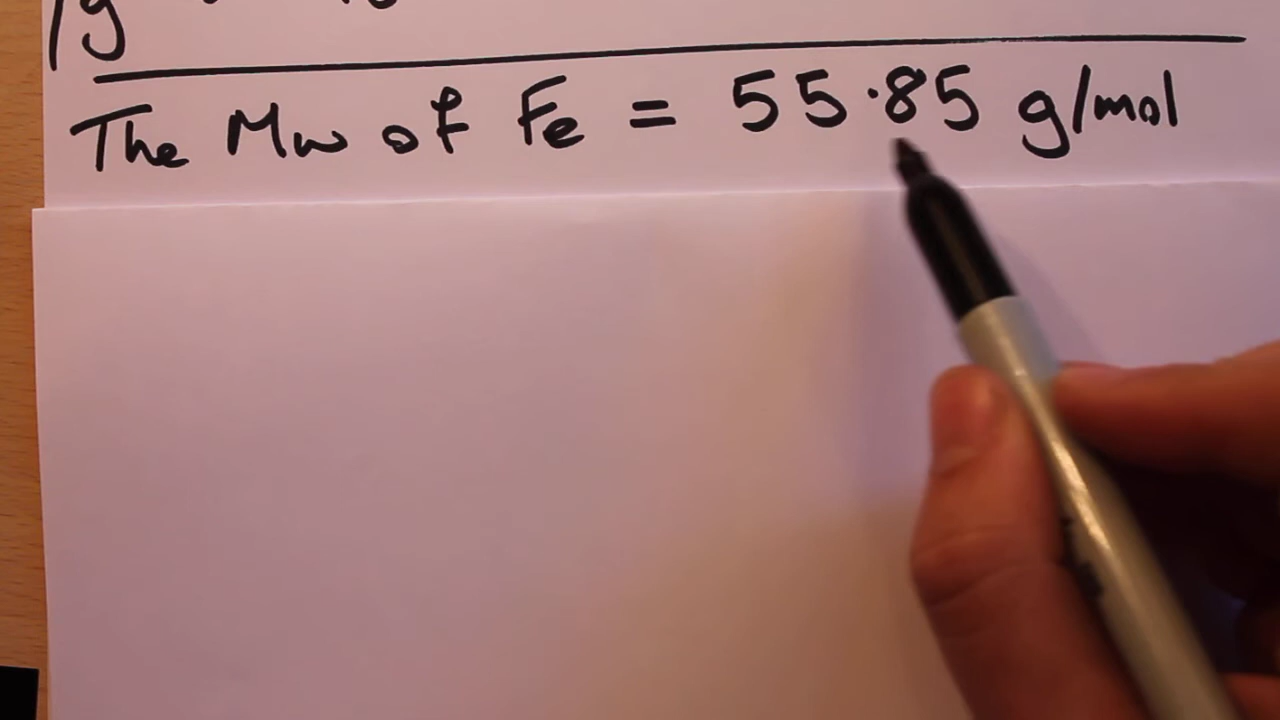 The Mw of Fe = 55.85 g/mol